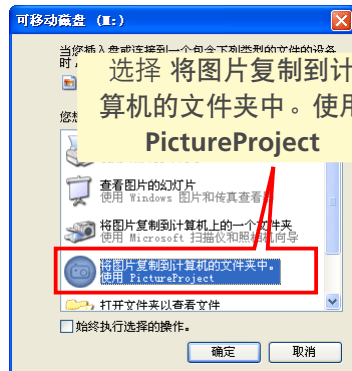 可移动磁盘 (I:)
当您插入盘或连接到一个包含下列类型的文件的设备
时
选择 将图片复制到计
算机的文件夹中。使用
PictureProject
您想
查看图片的幻灯片
使用 Windows 图片和传真查看
将图片复制到计算机上的一个文件夹
使用 Microsoft 扫描仪和照相机向导
将图片复制到计算机的文件夹中。
使用 PictureProject
打开文件夹以查看文件
始终执行选择的操作。
确定
取消